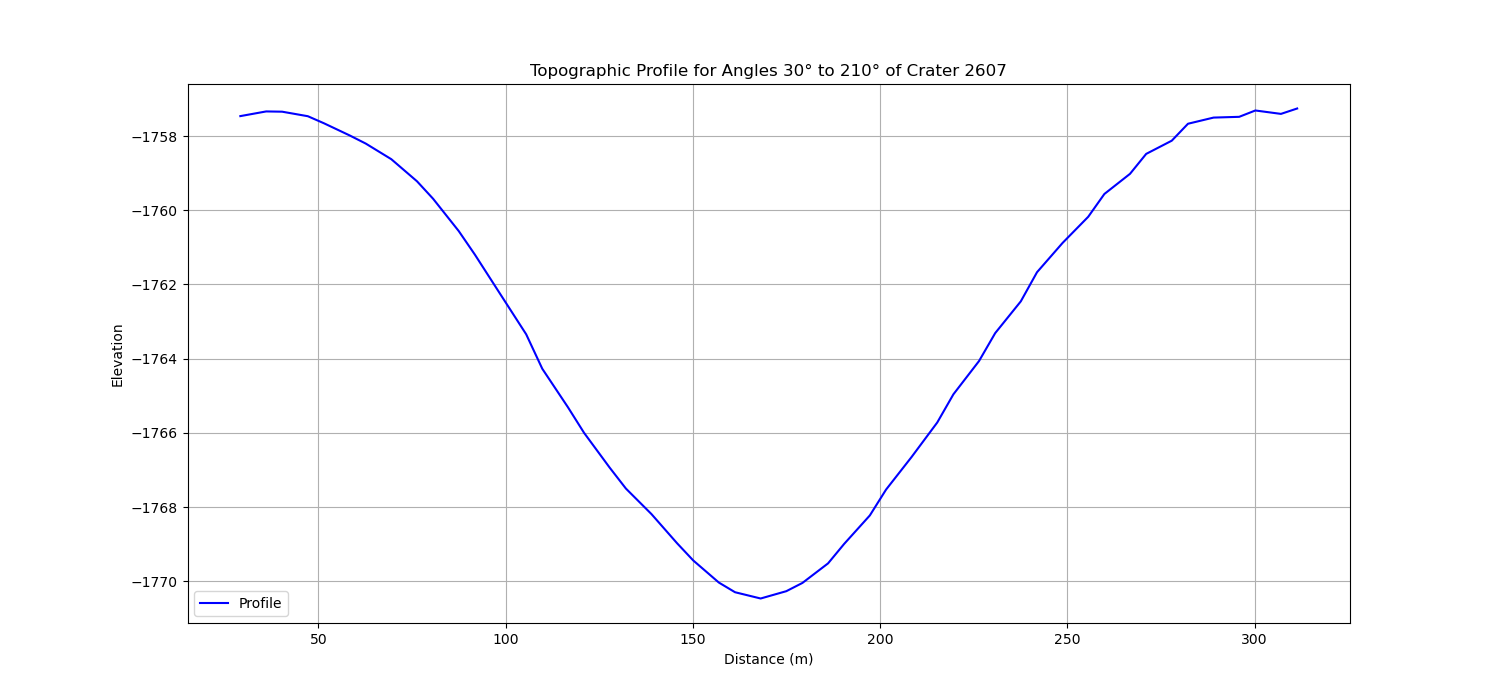 Topographic Profile for Angles 30° to 210° of Crater 2607
−1758
−1760
−1762
−1764
−1766
−1768
−1770
Elevation
Profile
50 100 150 200 250 300
Distance (m)